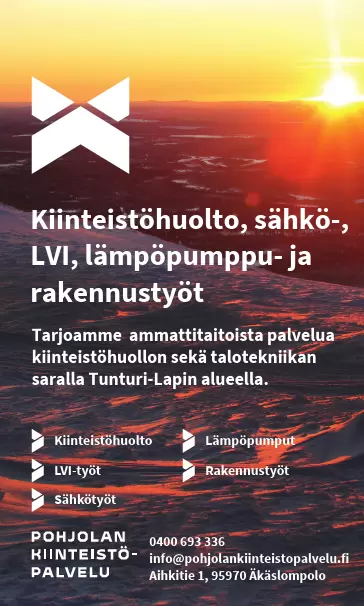 Kiinteistöhuolto, sähkö-,
LVI, lämpöpumppu- ja
rakennustyöt
Tarjoamme ammattitaitoista palvelua
kiinteistöhuollon sekä talotekniikan
saralla Tunturi-Lapin alueella.
Kiinteistöhuolto
LVI-työt
Sähkötyöt
Lämpöpumput
Rakennustyöt
POHJOLAN
KIINTEISTÖ-
PALVELU
0400 693 336
info@pohjolankiinteistopalvelu.fi
Aihkitie 1, 95970 Äkäslompolo